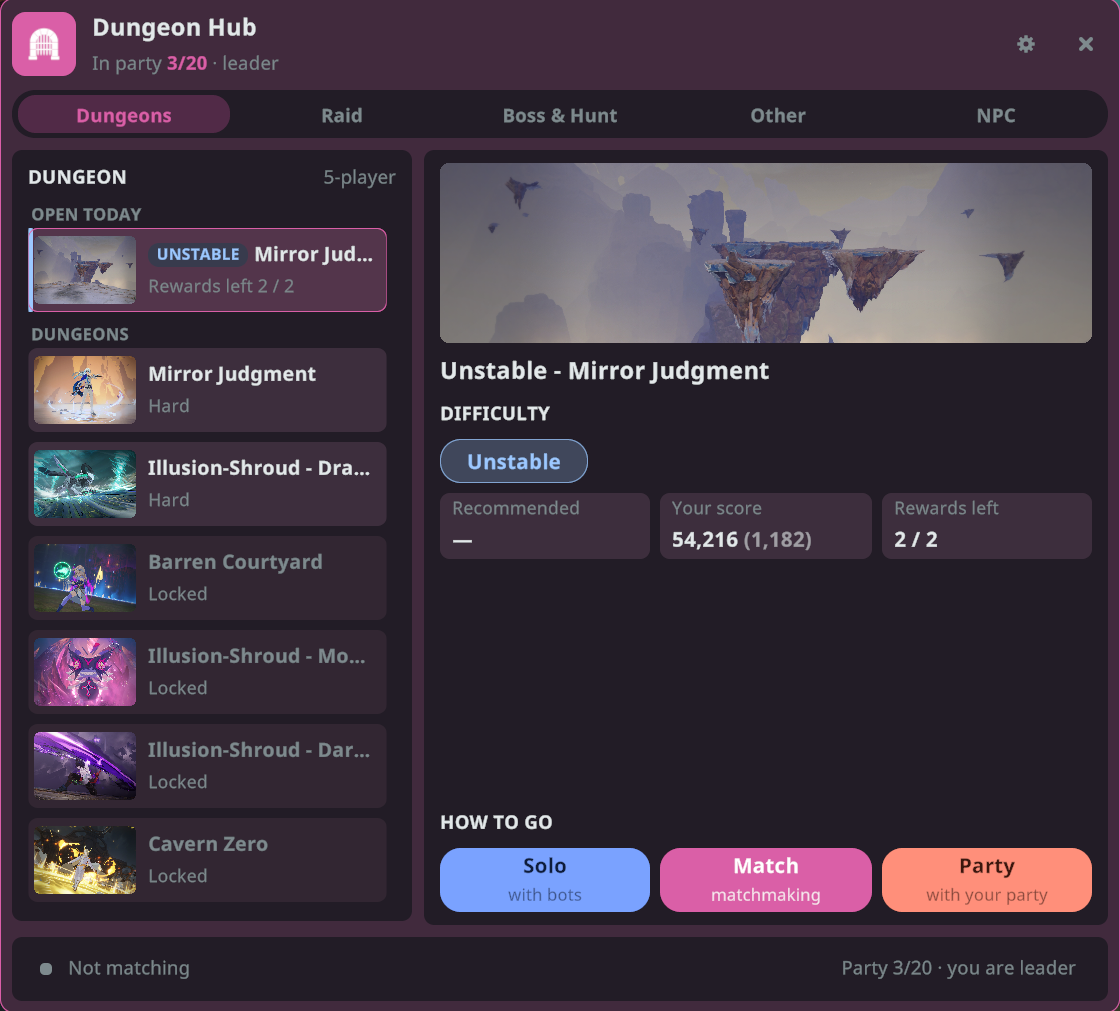 Dungeon Hub
In party 3/20 · leader
Dungeons Raid Boss & Hunt Other NPC
DUNGEON 5-player
OPEN TODAY
UNSTABLE Mirror Jud...
Rewards left 2 / 2
DUNGEONS
Mirror Judgment
Hard
Illusion-Shroud - Dra...
Hard
Barren Courtyard
Locked
Illusion-Shroud - Mo...
Locked
Illusion-Shroud - Dar...
Locked
Cavern Zero
Locked
Unstable - Mirror Judgment
DIFFICULTY
Unstable
Recommended Your score Rewards left
— 54,216 (1,182) 2 / 2
HOW TO GO
Solo Match Party
with bots matchmaking with your party
Not matching Party 3/20 · you are leader